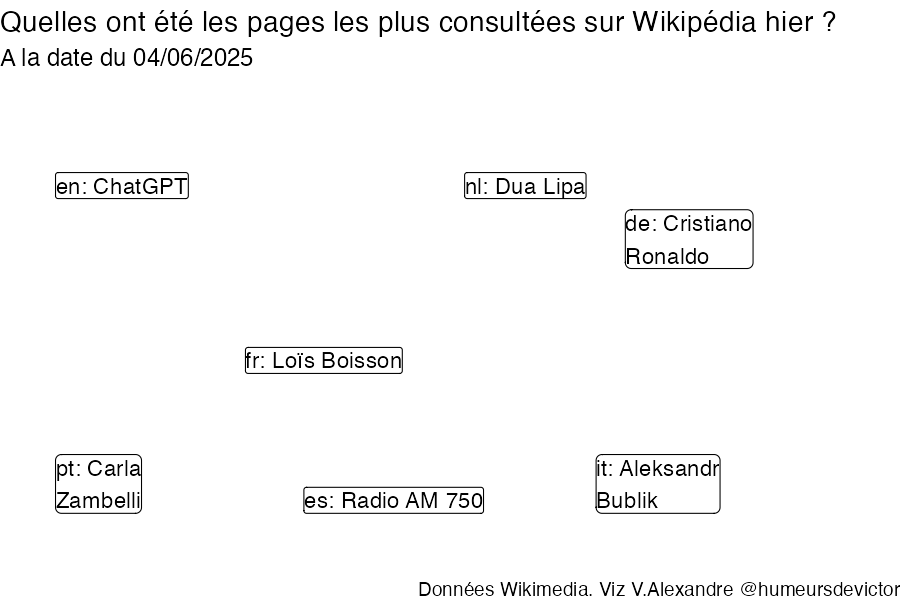 Quelles ont été les pages les plus consultées sur Wikipédia hier ?
A la date du 04/06/2025
en: ChatGPT
nl: Dua Lipa
de: Cristiano
Ronaldo
fr: Loïs Boisson
pt: Carla
Zambelli
es: Radio AM 750
it: Aleksandr
Bublik
Données Wikimedia. Viz V.Alexandre @humeursdevictor